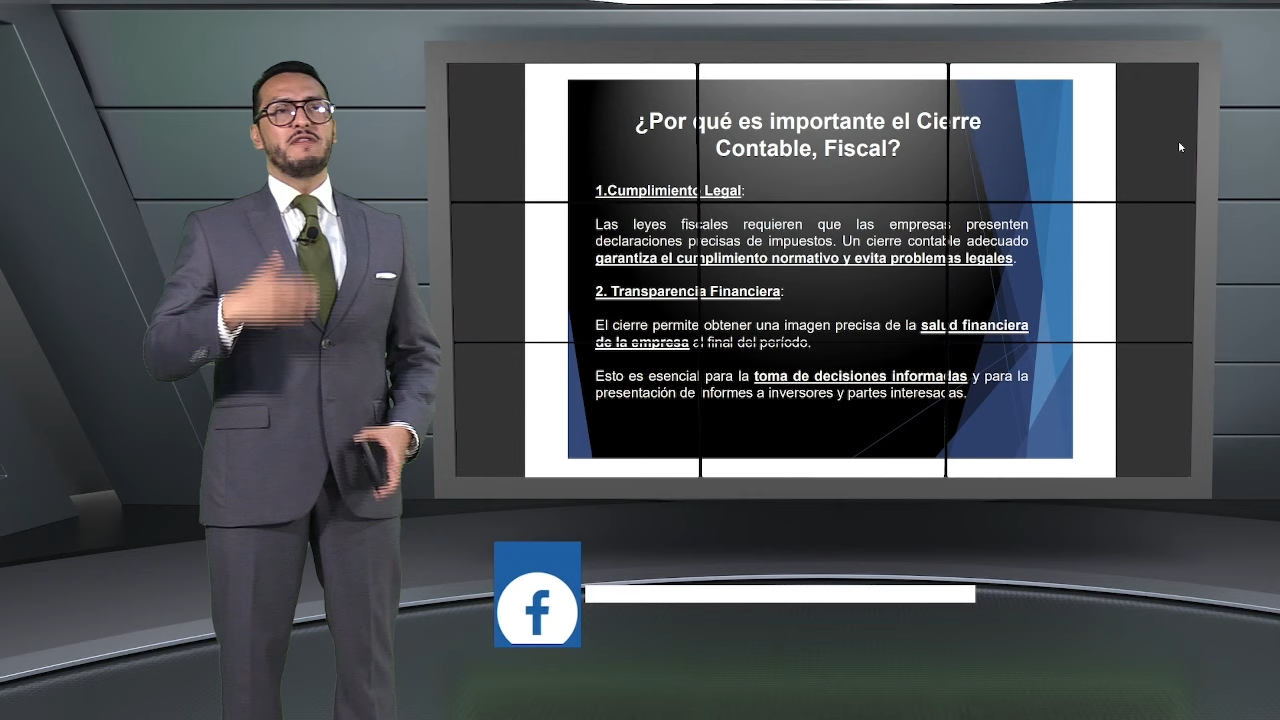 ¿Por qué es importante el Cierre
Contable, Fiscal?
1.Cumplimiento Legal:
Las leyes fiscales requieren que las empresas presenten
declaraciones precisas de impuestos. Un cierre contable adecuado
garantiza el cumplimiento normativo y evita problemas legales.
2. Transparencia Financiera:
El cierre permite obtener una imagen precisa de la salud financiera
de la empresa al final del período.
Esto es esencial para la toma de decisiones informadas y para la
presentación de informes a inversores y partes interesadas.
f